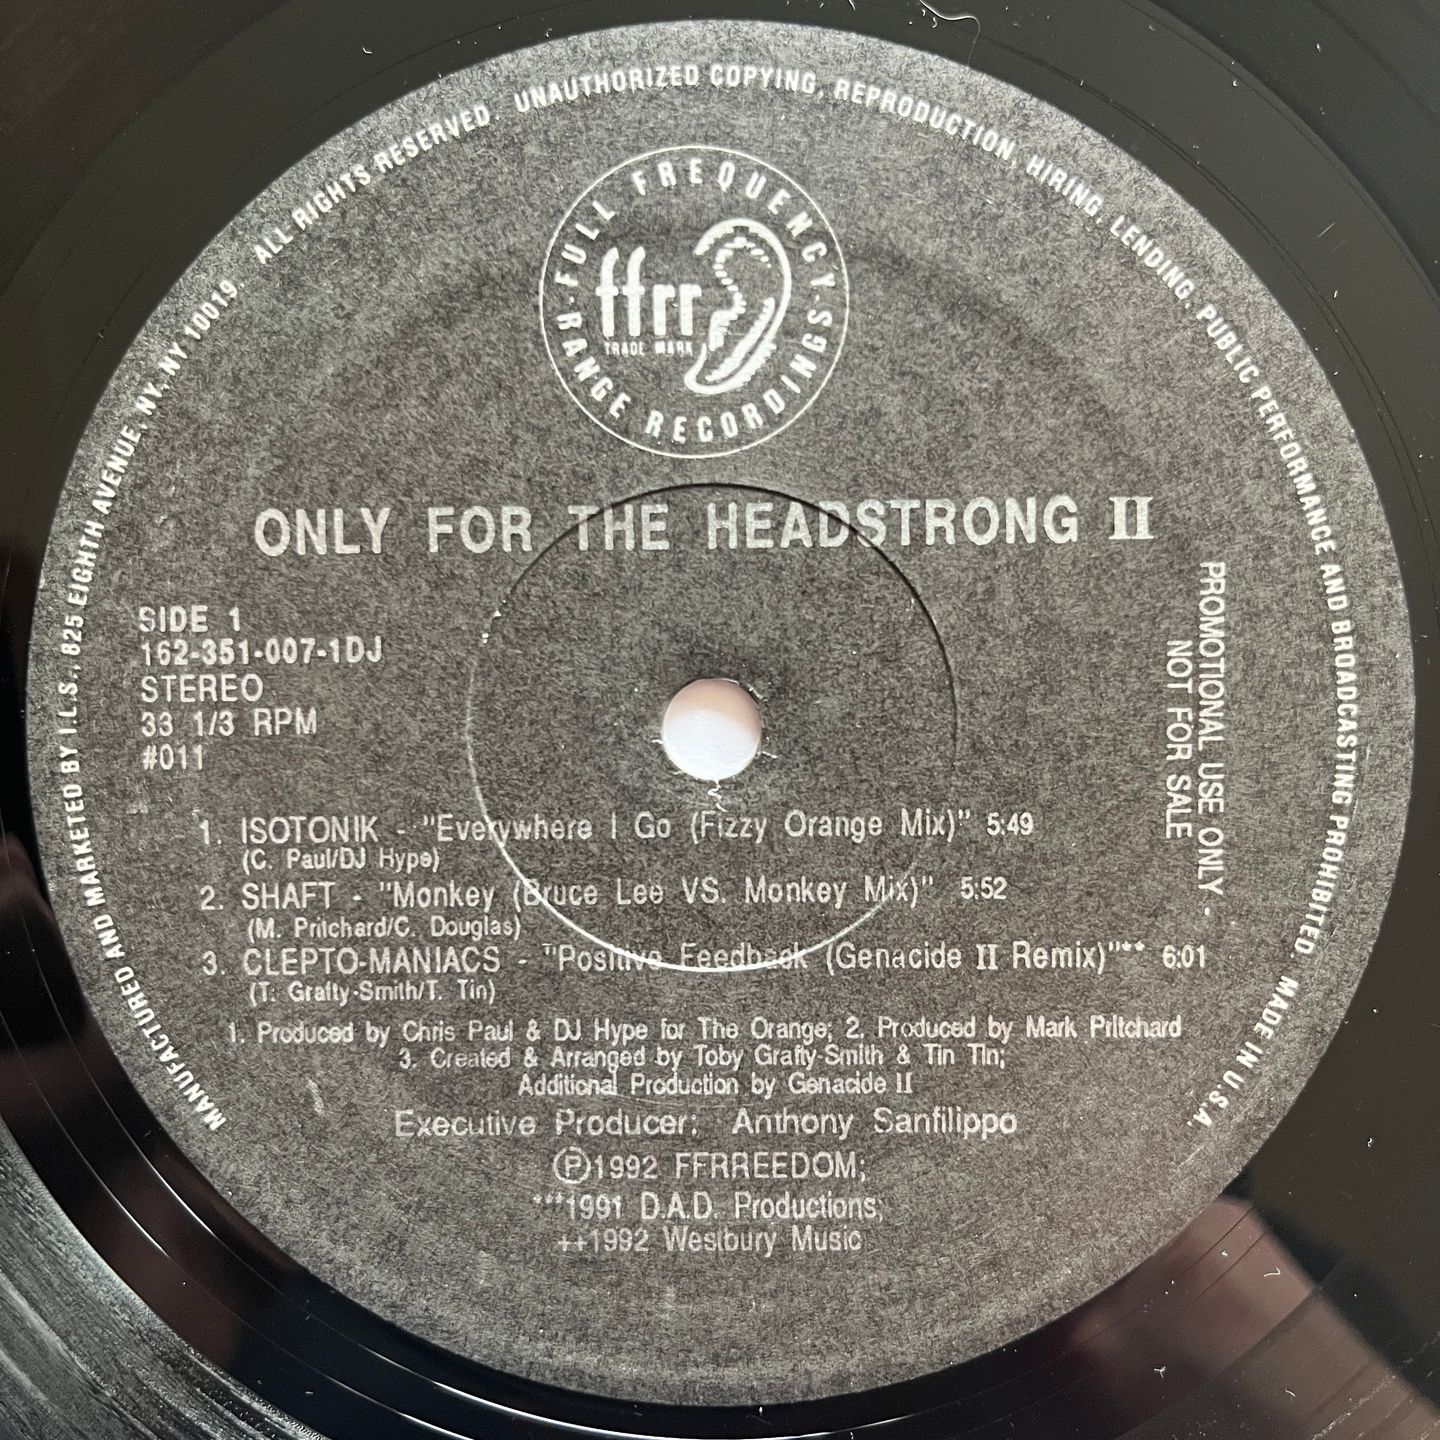 MANUFACTURED AND MARKETED BY I.L.S., 825 EIGHTH AVENUE, NY, NY 10019. ALL RIGHTS RESERVED. UNAUTHORIZED COPYING, REPRODUCTION, HIRING, LENDING, PUBLIC PERFORMANCE AND BROADCASTING PROHIBITED. MADE IN U.S.A.
FULL FREQUENCY
ffrr
TRADE MARK
RANGE RECORDINGS
ONLY FOR THE HEADSTRONG II
SIDE 1
162-351-007-1DJ
STEREO
33 1/3 RPM
#011
PROMOTIONAL USE ONLY -
NOT FOR SALE
1. ISOTONIK - "Everywhere I Go (Fizzy Orange Mix)" 5:49
(C. Paul/DJ Hype)
2. SHAFT - "Monkey (Bruce Lee VS. Monkey Mix)" 5:52
(M. Pritchard/C. Douglas)
3. CLEPTO-MANIACS - "Positive Feedback (Genacide II Remix)"** 6:01
(T. Grafty-Smith/T. Tin)
1. Produced by Chris Paul & DJ Hype for The Orange; 2. Produced by Mark Pritchard
3. Created & Arranged by Toby Grafty-Smith & Tin Tin;
Additional Production by Genacide II
Executive Producer: Anthony Sanfilippo
℗1992 FFRREEDOM;
***1991 D.A.D. Productions;
++1992 Westbury Music